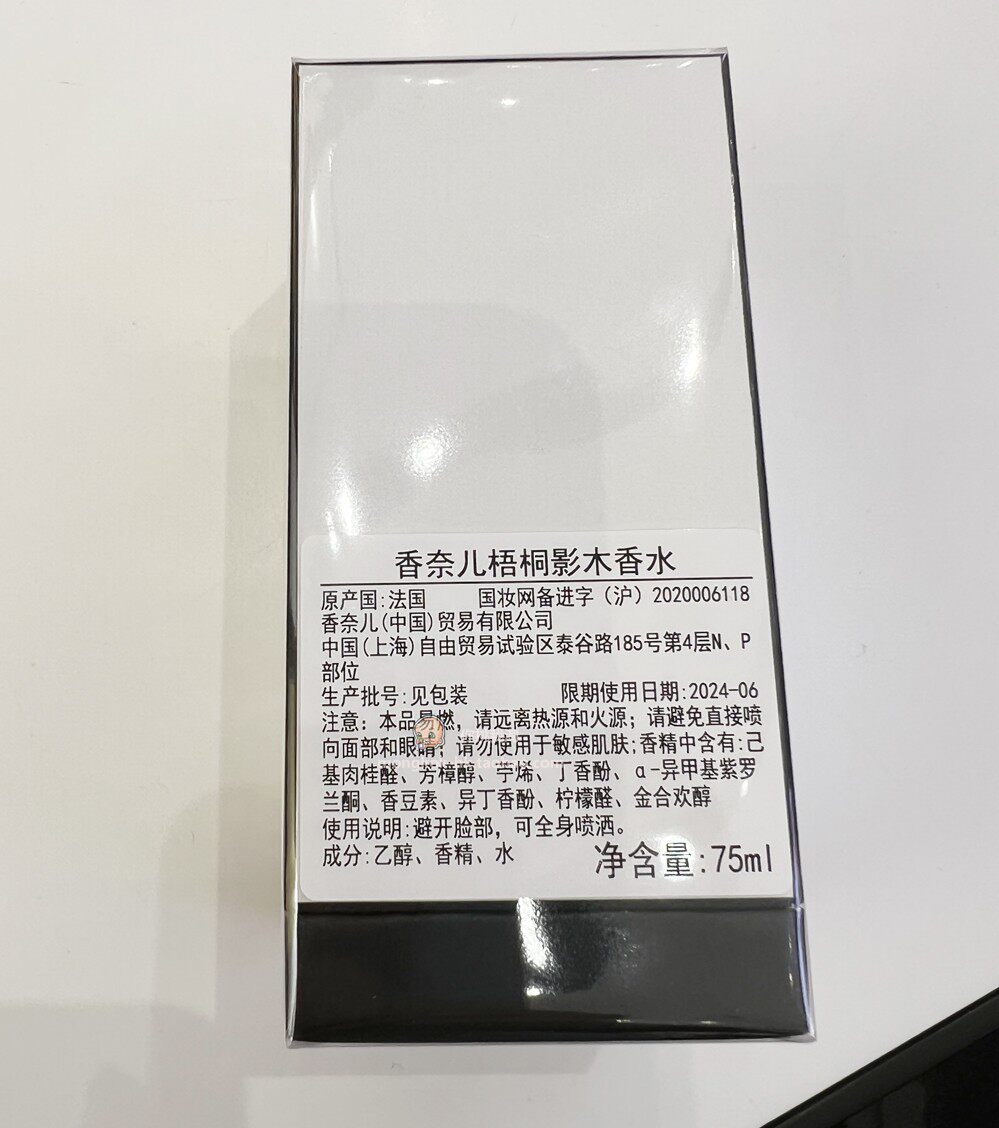 香奈儿梧桐影木香水
原产国:法国 国妆网备进字（沪）2020006118
香奈儿(中国)贸易有限公司
中国(上海)自由贸易试验区泰谷路185号第4层N、P
部位
生产批号:见包装 限期使用日期:2024-06
注意：本品易燃，请远离热源和火源；请避免直接喷
向面部和眼睛；请勿使用于敏感肌肤;香精中含有:己
基肉桂醛、芳樟醇、宁烯、丁香酚、α-异甲基紫罗
兰酮、香豆素、异丁香酚、柠檬醛、金合欢醇
使用说明:避开脸部，可全身喷洒。
成分:乙醇、香精、水 净含量:75ml